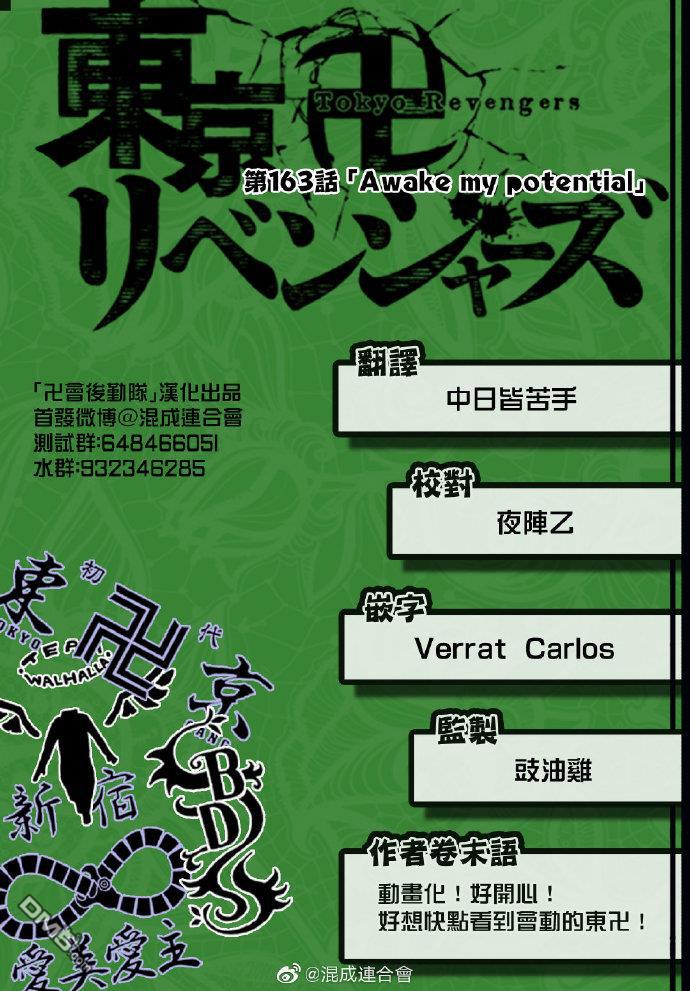 東京卍
Tokyo Revengers
第163話「Awake my potential」
リベンジャーズ
「卍會後勤隊」漢化出品
首發微博@混成連合會
測試群:648466051
水群:932346285
翻譯
中日皆苦手
校對
夜陣乙
嵌字
Verrat Carlos
監製
豉油雞
作者卷末語
動畫化！好開心！
好想快點看到會動的東卍！
東
初
代
卍
TOKYO
WALHALLA
京
GANG
BD
新宿
愛美愛主
DM5
@混成連合會